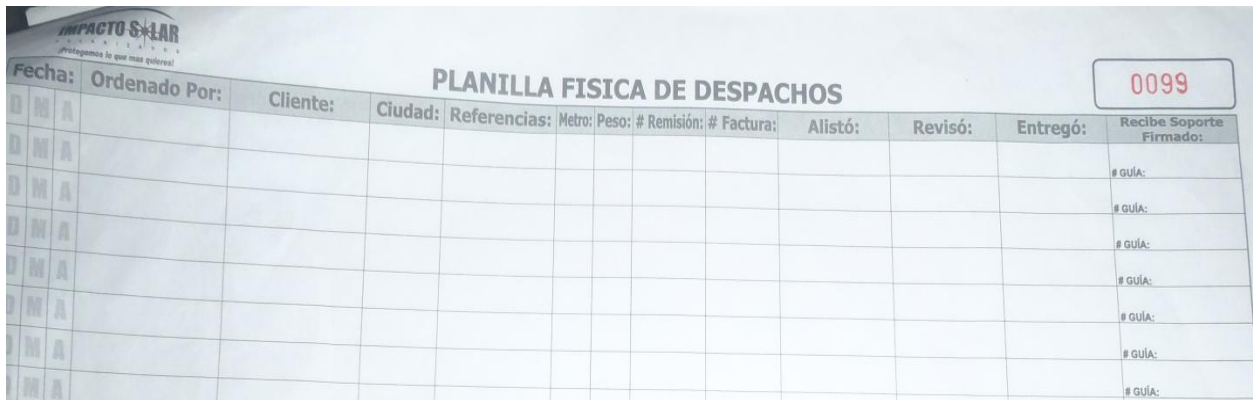 IMPACTO SOLAR
POLARIZADOS
¡Protegemos lo que mas quieres!
PLANILLA FISICA DE DESPACHOS
0099
Fecha: Ordenado Por: Cliente: Ciudad: Referencias: Metro: Peso: # Remisión: # Factura: Alistó: Revisó: Entregó: Recibe Soporte Firmado:
D M A # GUÍA:
D M A # GUÍA:
D M A # GUÍA:
D M A # GUÍA:
D M A # GUÍA:
D M A # GUÍA:
D M A # GUÍA:
D M A